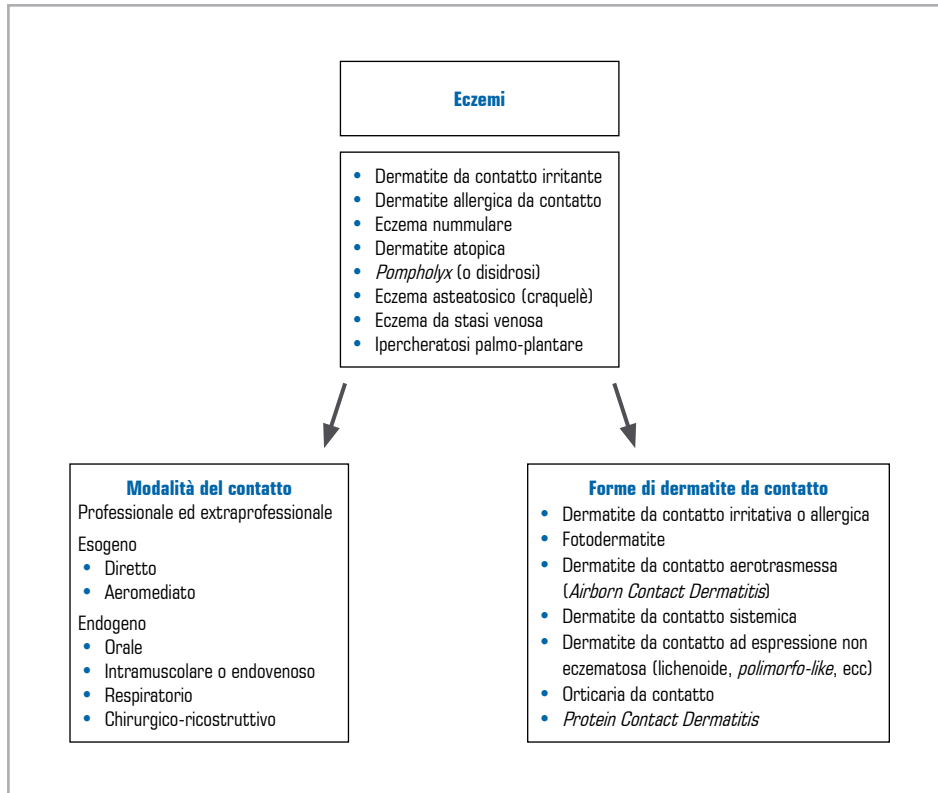 Eczemi
• Dermatite da contatto irritante
• Dermatite allergica da contatto
• Eczema nummulare
• Dermatite atopica
• Pompholyx (o disidrosi)
• Eczema asteatosico (craquelè)
• Eczema da stasi venosa
• Ipercheratosi palmo-plantare
Modalità del contatto
Professionale ed extraprofessionale
Esogeno
• Diretto
• Aeromediato
Endogeno
• Orale
• Intramuscolare o endovenoso
• Respiratorio
• Chirurgico-ricostruttivo
Forme di dermatite da contatto
• Dermatite da contatto irritativa o allergica
• Fotodermatite
• Dermatite da contatto aerotrasmessa
(Airborn Contact Dermatitis)
• Dermatite da contatto sistemica
• Dermatite da contatto ad espressione non
eczematosa (lichenoide, polimorfo-like, ecc)
• Orticaria da contatto
• Protein Contact Dermatitis